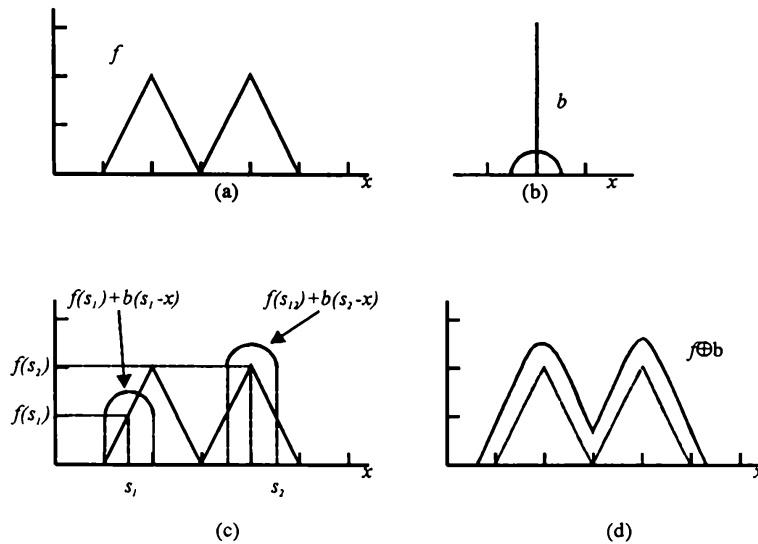 f
x
(a)
b
x
(b)
f(s₁)+b(s₁-x)
f(s₁₂)+b(s₂-x)
f(s₂)
f(s₁)
s₁
s₂
x
(c)
f⊕b
x
(d)